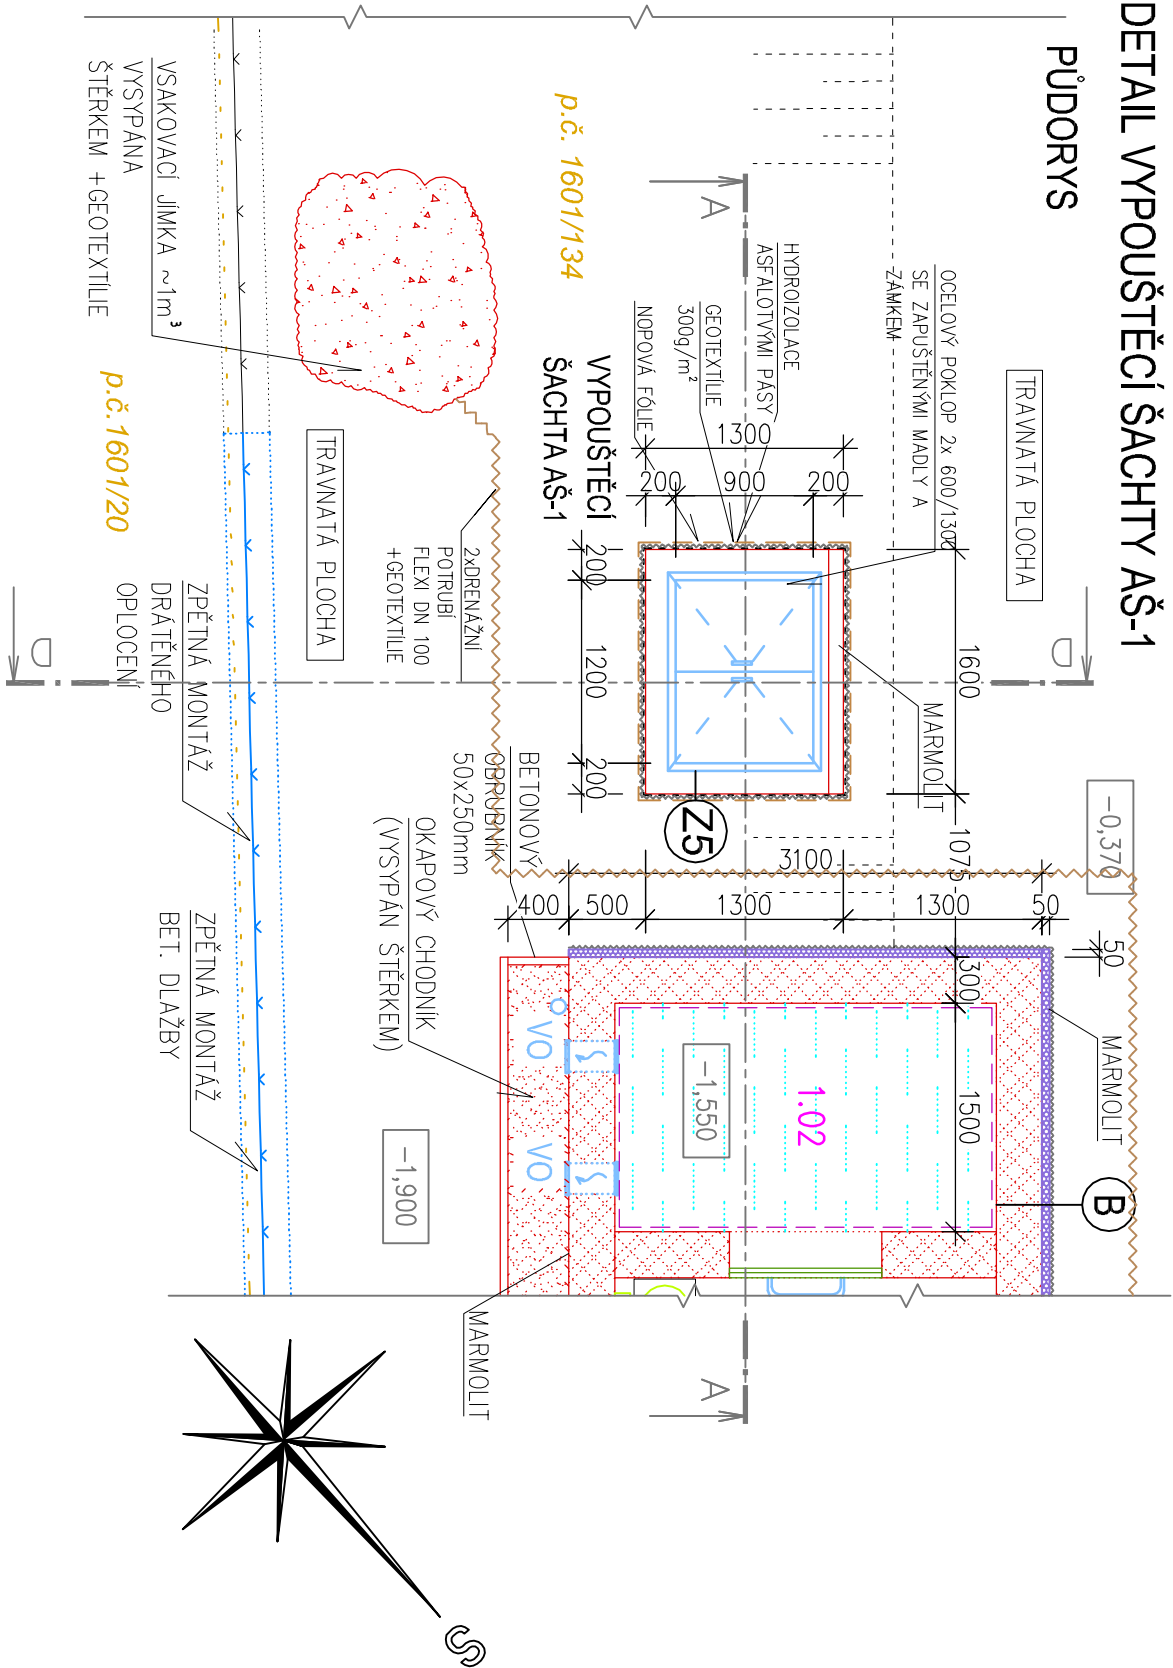 DETAIL VYPOUŠTĚCÍ ŠACHTY AŠ-1
PŮDORYS
TRAVNATÁ PLOCHA
-0,370
OCELOVÝ POKLOP 2x 600/1300
SE ZAPUŠTĚNÝMI MADLY A
ZÁMKEM
A
HYDROIZOLACE
ASFALOTVÝMI PÁSY
GEOTEXTÍLIE
300g/m²
NOPOVÁ FÓLIE
VYPOUŠTĚCÍ
ŠACHTA AŠ-1
p.č. 1601/134
1300
200
900
200
1600
1075
D
MARMOLIT
200
1200
200
Z5
3100
400
500
1300
1300
50
50
300
1500
MARMOLIT
B
1.02
-1,550
VO
VO
2xDRENÁŽNÍ
POTRUBÍ
FLEXI DN 100
+GEOTEXTÍLIE
BETONOVÝ
OBRUBNÍK
50x250mm
OKAPOVÝ CHODNÍK
(VYSYPÁN ŠTĚRKEM)
-1,900
MARMOLIT
A
TRAVNATÁ PLOCHA
VSAKOVACÍ JÍMKA ~1m³
VYSYPÁNA
ŠTĚRKEM +GEOTEXTÍLIE
p.č.1601/20
ZPĚTNÁ MONTÁŽ
DRÁTĚNÉHO
OPLOCENÍ
D
ZPĚTNÁ MONTÁŽ
BET. DLAŽBY
S